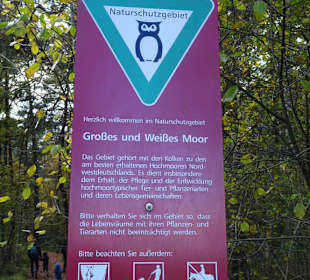 Naturschutzgebiet
Herzlich willkommen im Naturschutzgebiet
Großes und Weißes Moor
Das Gebiet gehört mit den Kolken zu den
am besten erhaltenen Hochmooren Nord-
westdeutschlands. Es dient insbesondere
dem Erhalt, der Pflege und der Entwicklung
hochmoortypischer Tier- und Pflanzenarten
und deren Lebensgemeinschaften.
Bitte verhalten Sie sich im Gebiet so, dass
die Lebensräume mit ihren Pflanzen- und
Tierarten nicht beeinträchtigt werden.
Bitte beachten Sie außerdem: